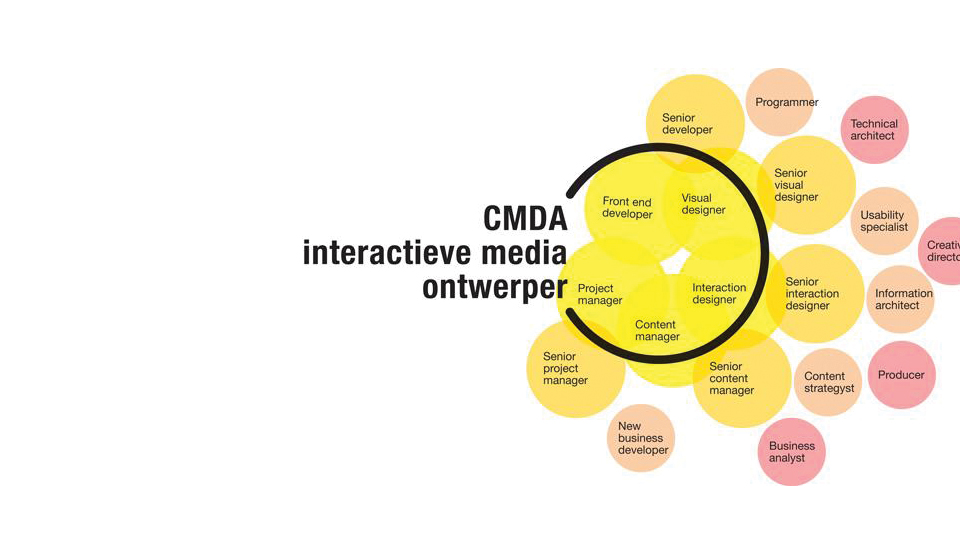 Programmer
Senior
developer
Technical
architect
Senior
visual
designer
Front end
developer
Visual
designer
CMDA
interactieve media
ontwerper
Usability
specialist
Creativ
directo
Project
manager
Interaction
designer
Senior
interaction
designer
Information
architect
Content
manager
Senior
project
manager
Senior
content
manager
Content
strategyst
Producer
New
business
developer
Business
analyst